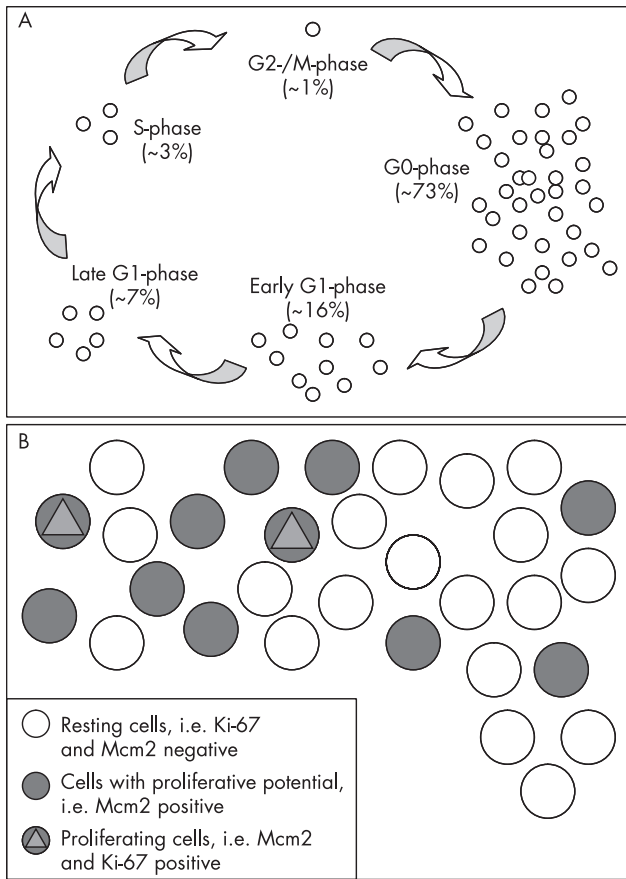 A
G2-/M-phase
(~1%)
S-phase
(~3%)
G0-phase
(~73%)
Late G1-phase
(~7%)
Early G1-phase
(~16%)
B
Resting cells, i.e. Ki-67
and Mcm2 negative
Cells with proliferative potential,
i.e. Mcm2 positive
Proliferating cells, i.e. Mcm2
and Ki-67 positive